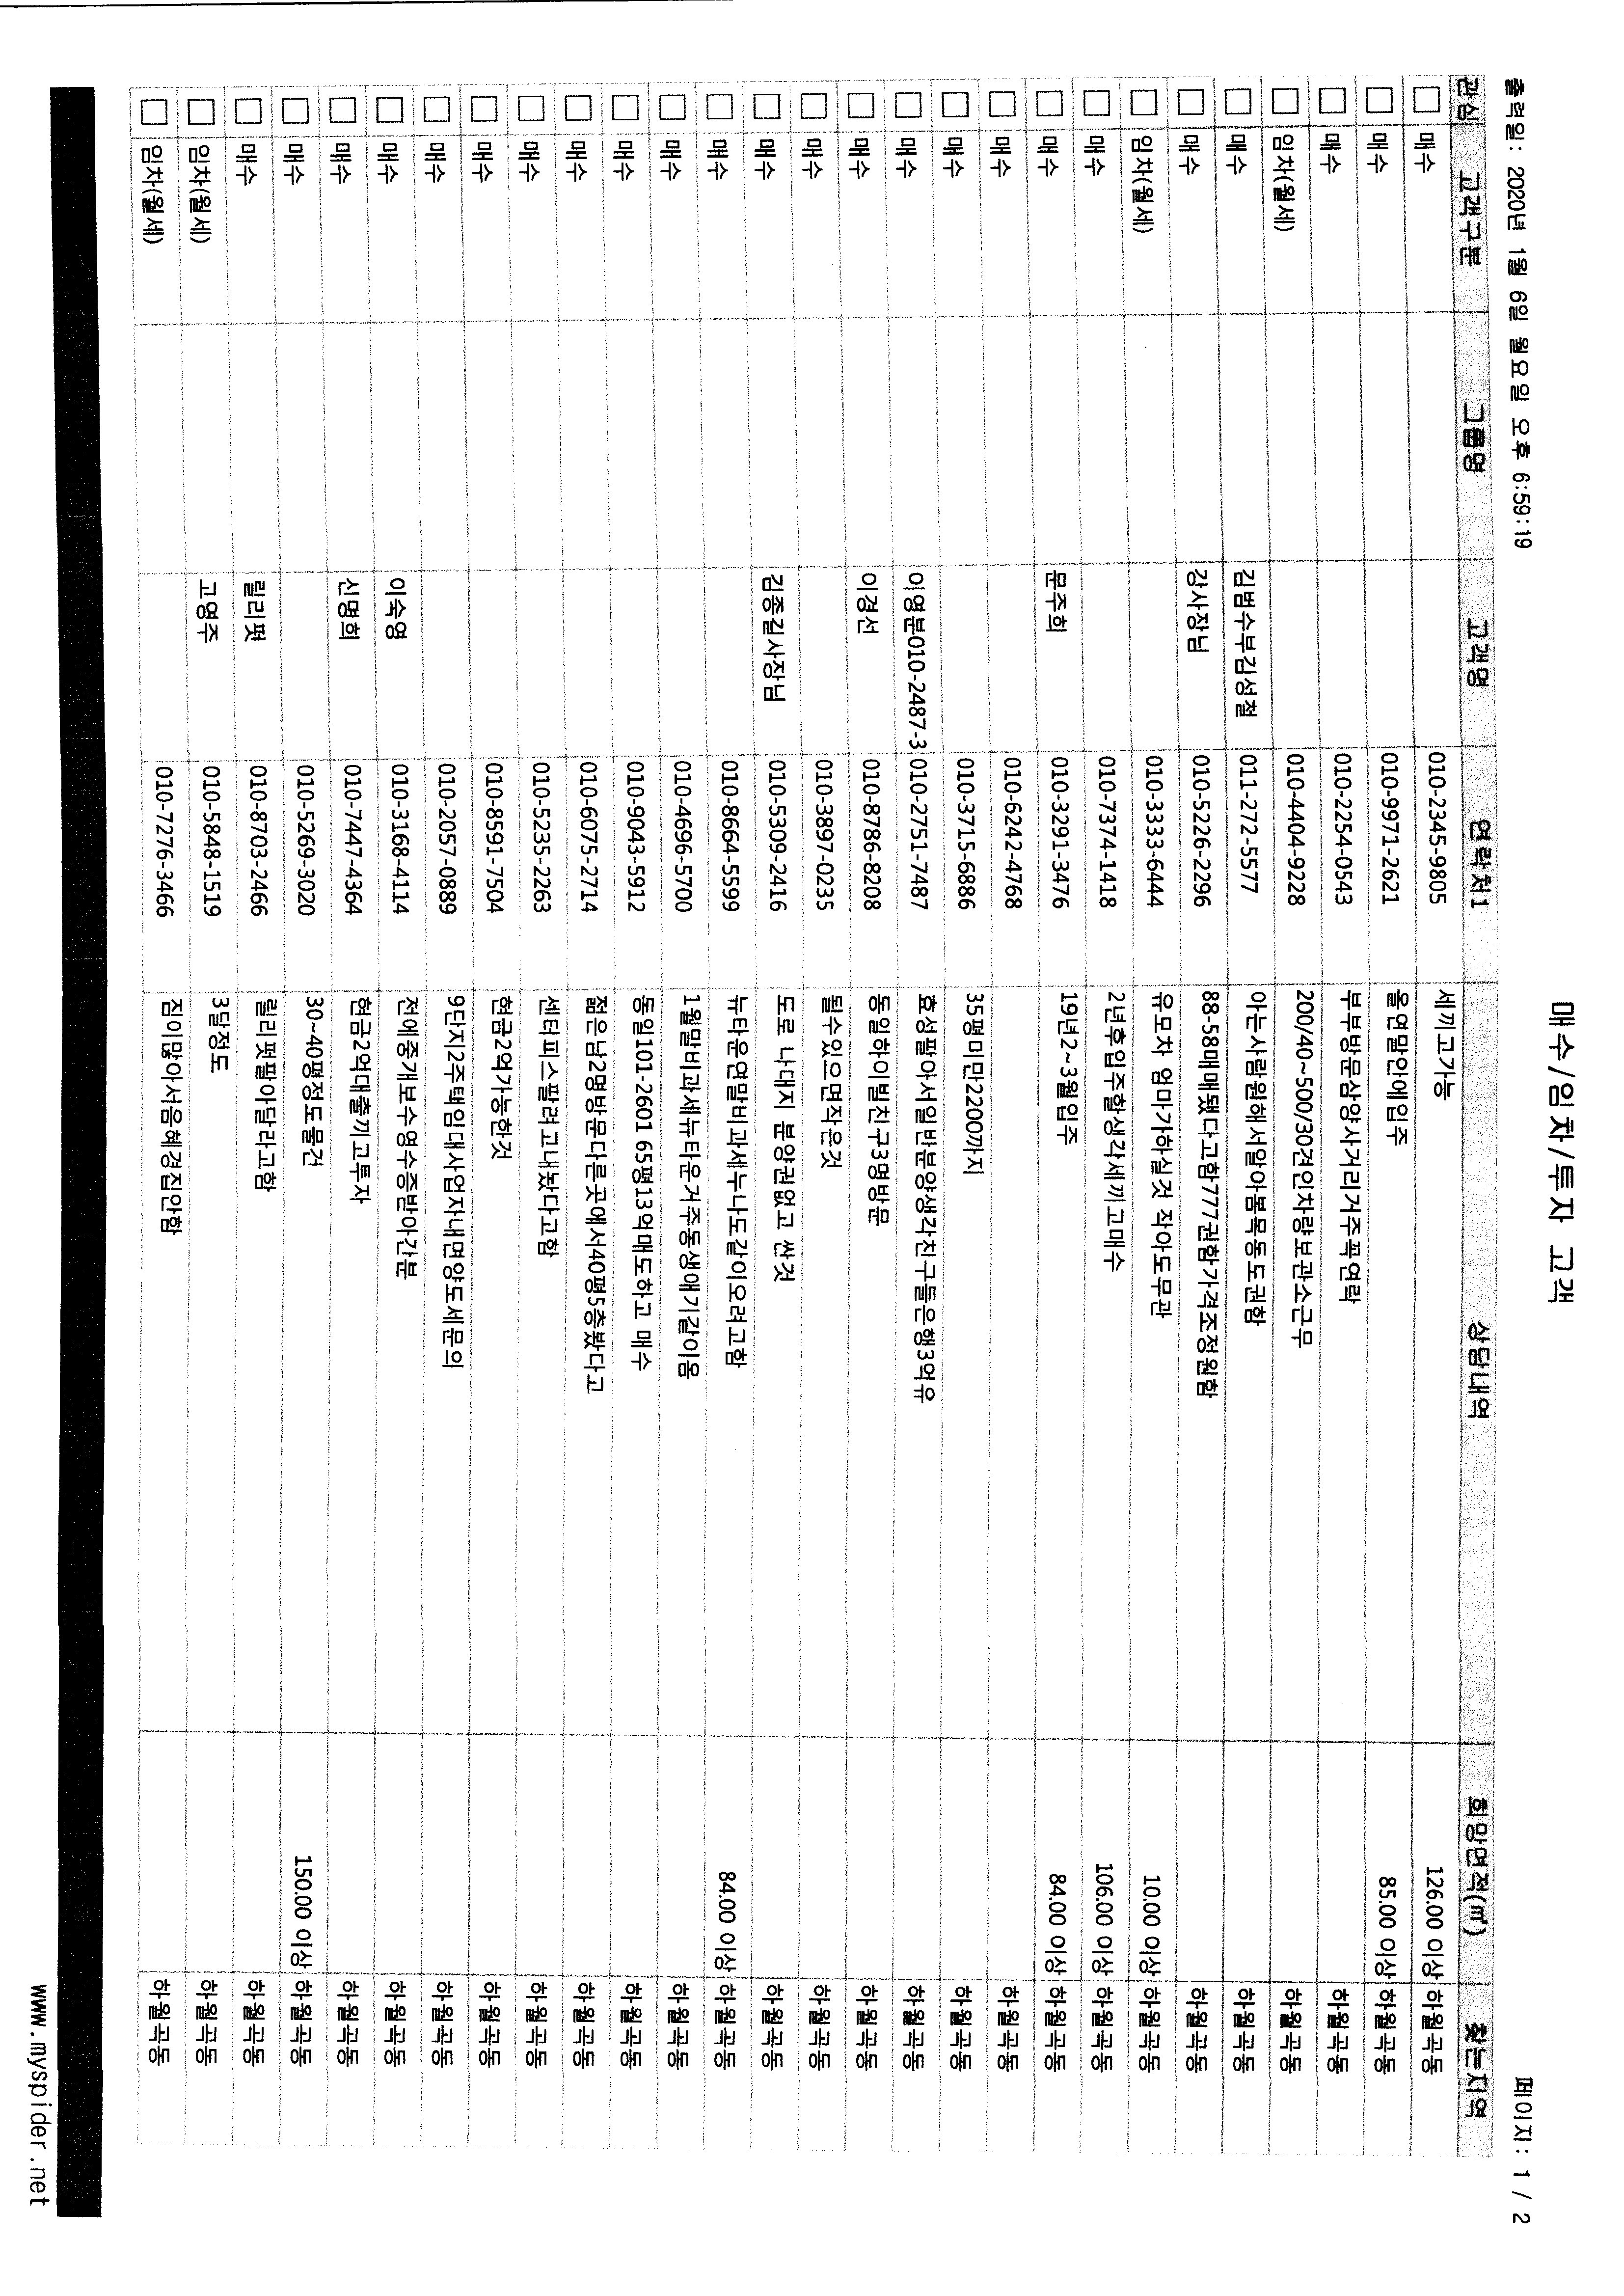 매수/임차/투자 고객
출력일: 2020년 1월 6일 월요일 오후 6:59:19
페이지: 1 / 2
관심 고객구분 그룹명 고객명 연락처1 상담내역 희망면적(㎡) 찾는지역
매수 010-2345-9805 세끼고가능 126.00 이상 하월곡동
매수 010-9971-2621 올연말안에입주 85.00 이상 하월곡동
매수 010-2254-0543 부부방문삼양사거리거주꼭연락 하월곡동
임차(월세) 010-4404-9228 200/40~500/30견인차량보관소근무 하월곡동
매수 김범수부김성철 011-272-5577 아는사람원해서알아봄목동도권함 하월곡동
매수 강사장님 010-5226-2296 88-58매매됐다고함777권함가격조정원함 하월곡동
임차(월세) 010-3333-6444 유모차 엄마가하실것 작아도무관 10.00 이상 하월곡동
매수 010-7374-1418 2년후입주할생각세끼고매수 106.00 이상 하월곡동
매수 문주희 010-3291-3476 19년2~3월입주 84.00 이상 하월곡동
매수 010-6242-4768 하월곡동
매수 010-3715-6886 35평미만2200까지 하월곡동
매수 이영분010-2487-3 010-2751-7487 효성팔아서일반분양생각친구들은행3억유 하월곡동
매수 이경선 010-8786-8208 동일하이빌친구3명방문 하월곡동
매수 010-3897-0235 될수있으면작은것 하월곡동
매수 김종길사장님 010-5309-2416 도로 나대지 분양권없고 싼것 하월곡동
매수 010-8664-5599 뉴타운연말비과세누나도같이오려고함 84.00 이상 하월곡동
매수 010-4696-5700 1월말비과세뉴타운거주동생애기같이옴 하월곡동
매수 010-9043-5912 동일101-2601 65평13억매도하고 매수 하월곡동
매수 010-6075-2714 젊은남2명방문다른곳에서40평5층봤다고 하월곡동
매수 010-5235-2263 센터피스팔려고내놨다고함 하월곡동
매수 010-8591-7504 현금2억가능한것 하월곡동
매수 010-2057-0889 9단지2주택임대사업자내면양도세문의 하월곡동
매수 이숙영 010-3168-4114 전에중개보수영수증받아간분 하월곡동
매수 신명희 010-7447-4364 현금2억대출끼고투자 하월곡동
매수 010-5269-3020 30~40평정도물건 150.00 이상 하월곡동
매수 릴리펏 010-8703-2466 릴리펏팔아달라고함 하월곡동
임차(월세) 고영주 010-5848-1519 3달정도 하월곡동
임차(월세) 010-7276-3466 짐이많아서음혜경집안함 하월곡동
www.myspider.net